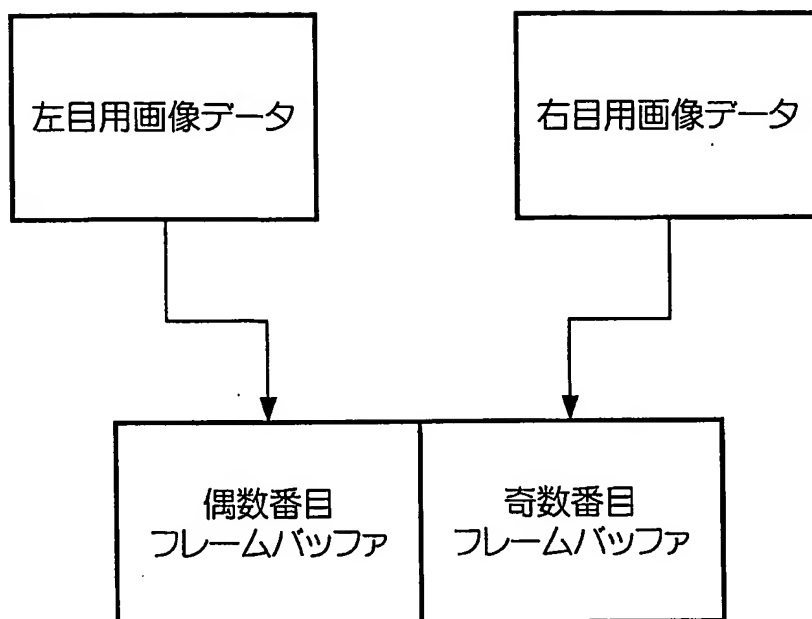 左目用画像データ
右目用画像データ
偶数番目
フレームバッファ
奇数番目
フレームバッファ